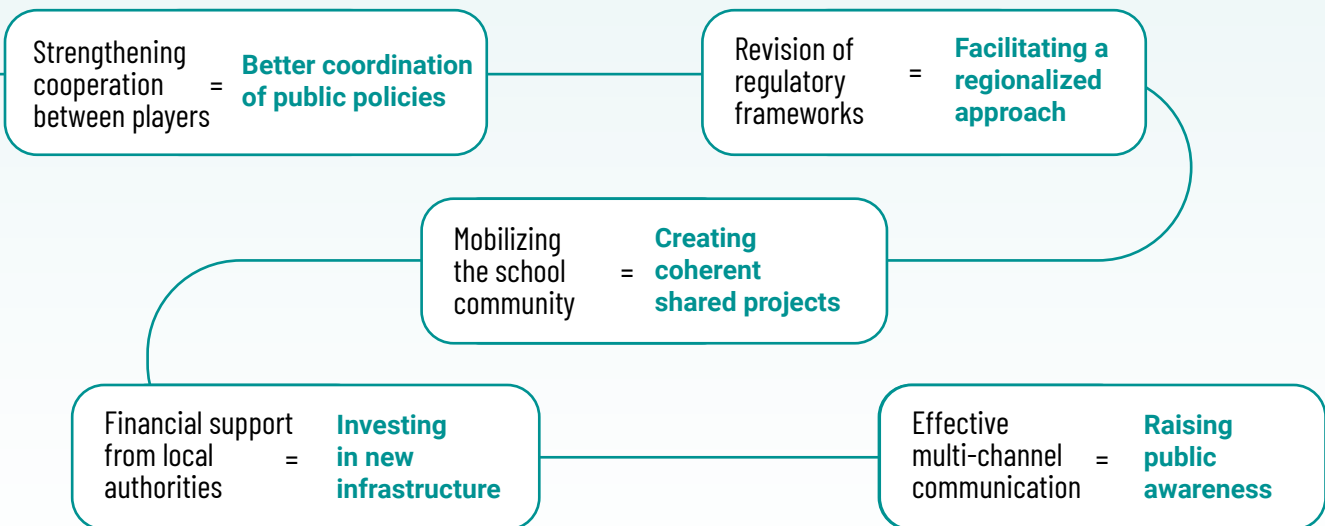 Strengthening
cooperation
between players
=
Better coordination
of public policies
Revision of
regulatory
frameworks
=
Facilitating a
regionalized
approach
Mobilizing
the school
community
=
Creating
coherent
shared projects
Financial support
from local
authorities
=
Investing
in new
infrastructure
Effective
multi-channel
communication
=
Raising
public
awareness